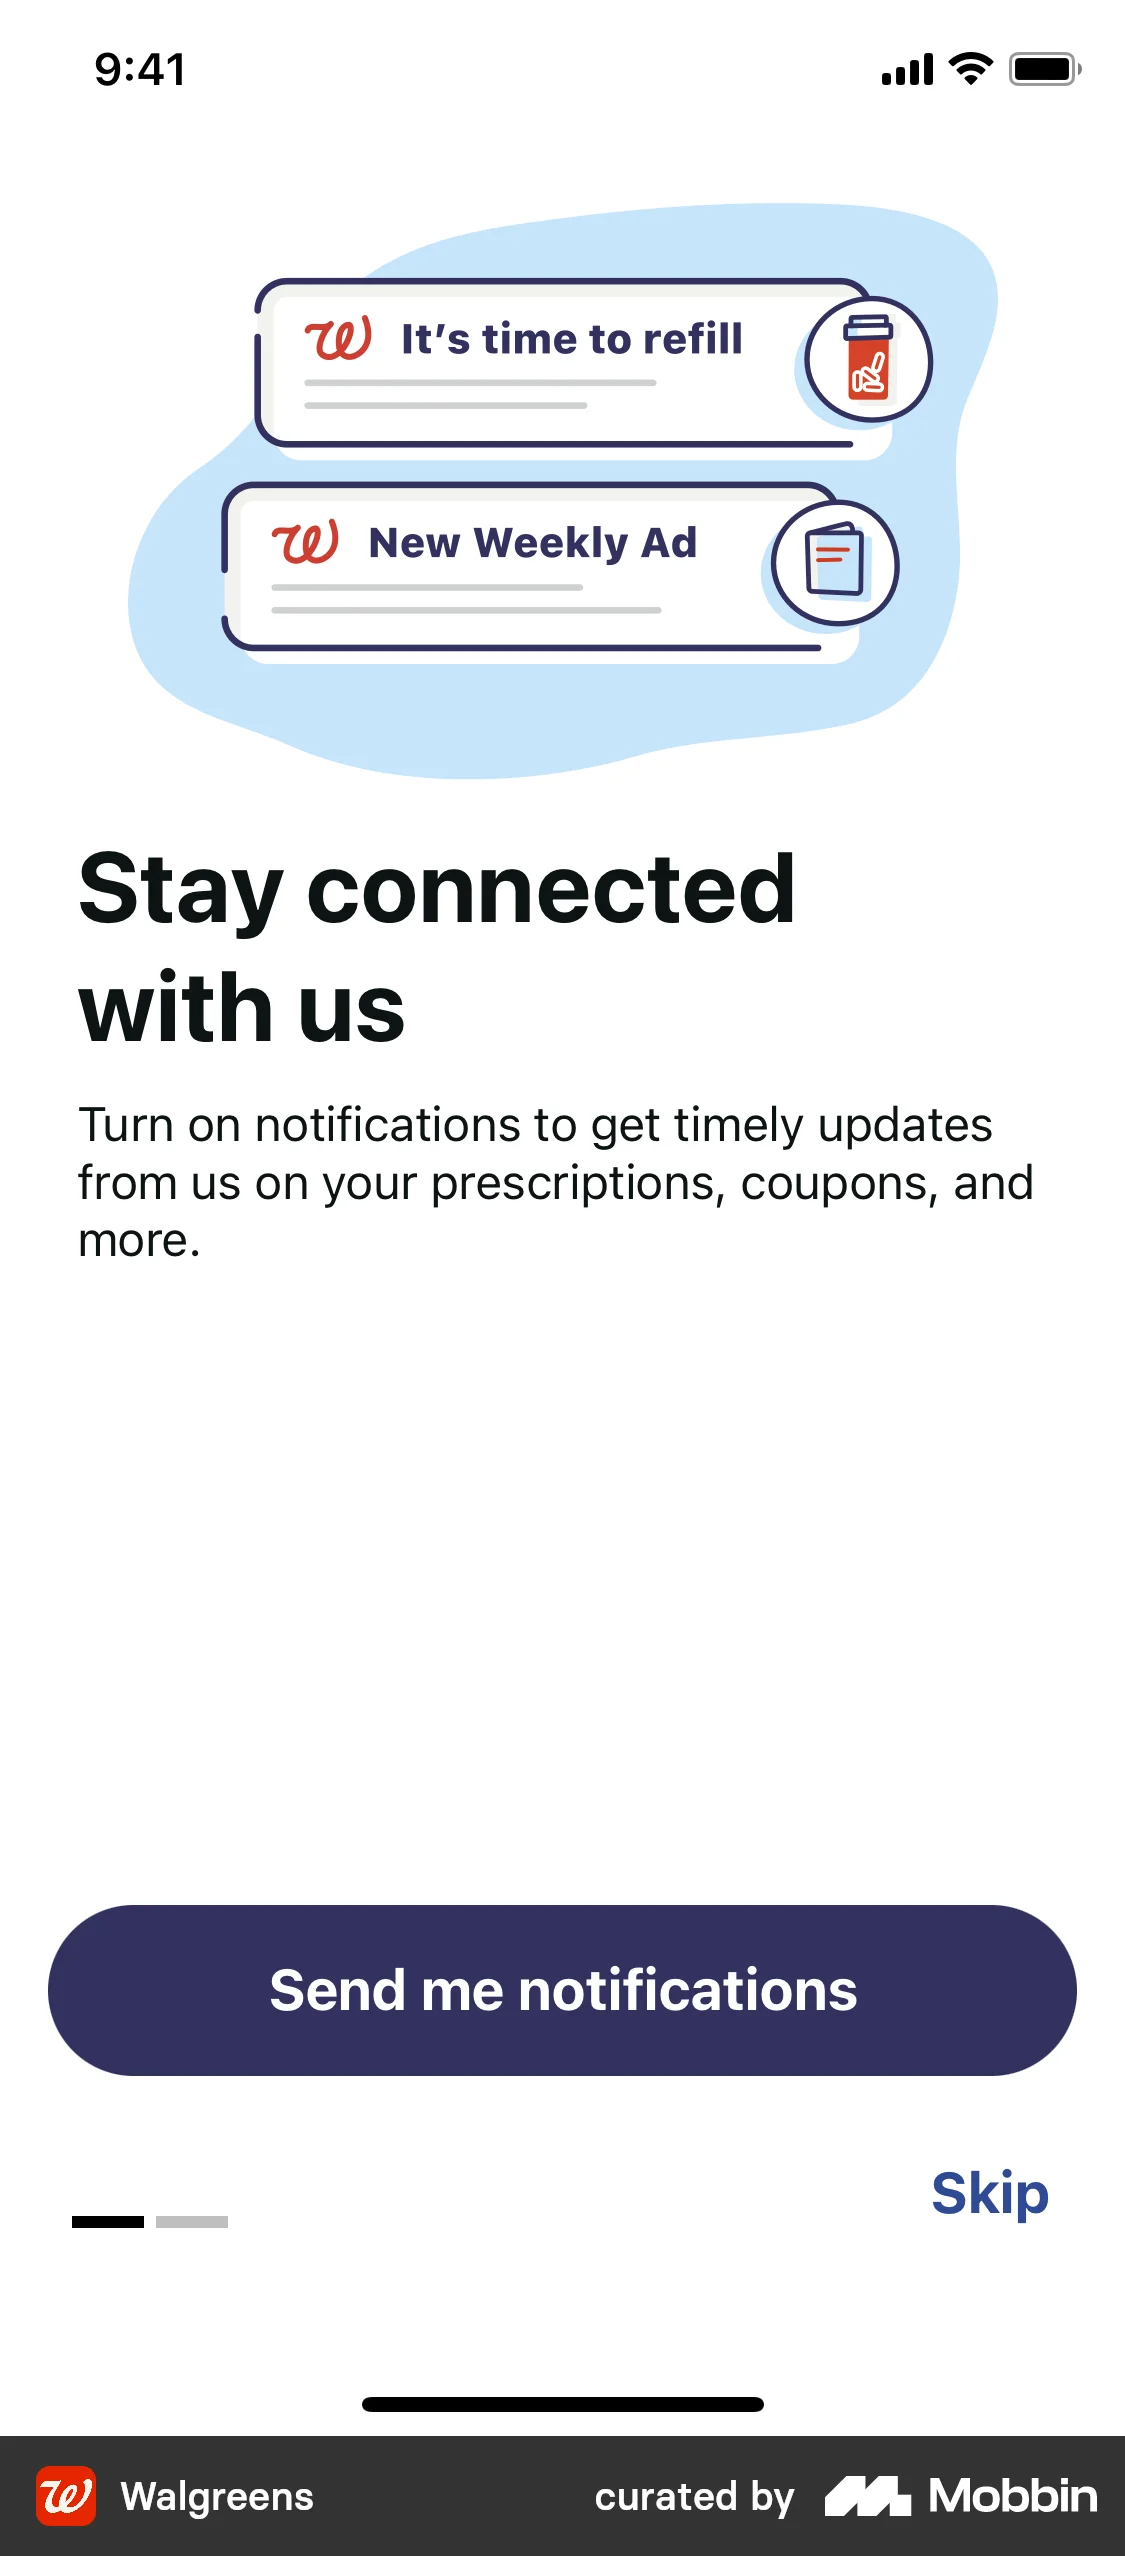 9:41
It's time to refill
New Weekly Ad
Stay connected
with us
Turn on notifications to get timely updates
from us on your prescriptions, coupons, and
more.
Send me notifications
Skip
Walgreens
curated by Mobbin